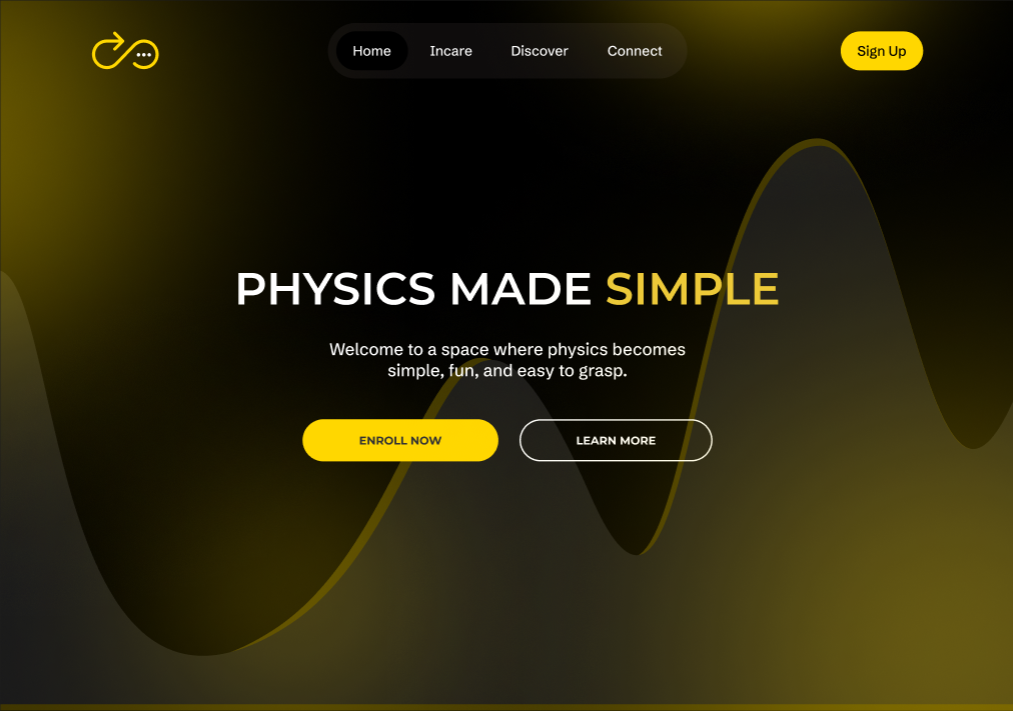 Home
Incare
Discover
Connect
Sign Up
PHYSICS MADE SIMPLE
Welcome to a space where physics becomes
simple, fun, and easy to grasp.
ENROLL NOW
LEARN MORE